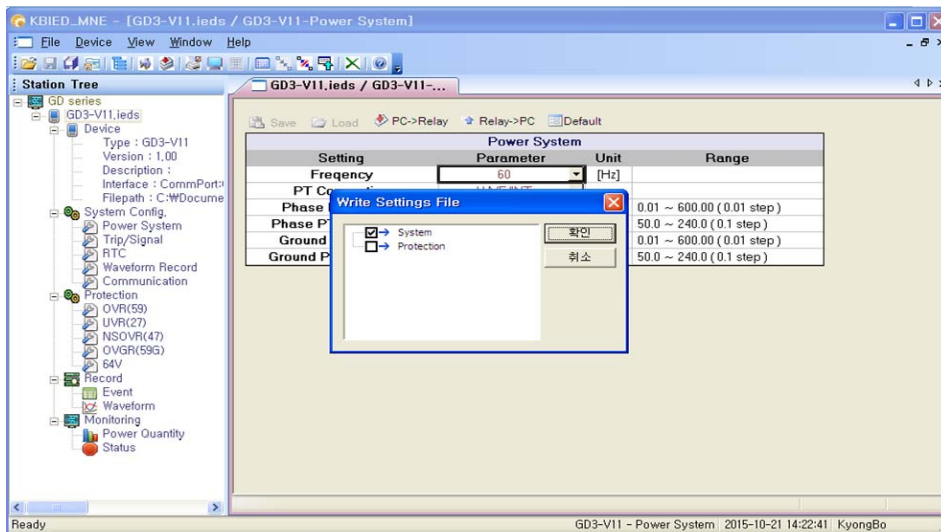 KBIED_MNE - [GD3-V11.ieds / GD3-V11-Power System]
File Device View Window Help
Station Tree
GD series
GD3-V11.ieds
Device
Type : GD3-V11
Version : 1,00
Description :
Interface : CommPort:
Filepath : C:₩Docume
System Config,
Power System
Trip/Signal
RTC
Waveform Record
Communication
Protection
OVR(59)
UVR(27)
NSOVR(47)
OVGR(59G)
64V
Record
Event
Waveform
Monitoring
Power Quantity
Status
GD3-V11.ieds / GD3-V11-...
Save Load PC->Relay Relay->PC Default
Power System
Setting Parameter Unit Range
Freqency 60 [Hz]
PT
Phase 0.01 ~ 600.00 ( 0.01 step )
Phase 50.0 ~ 240.0 ( 0.1 step )
Ground 0.01 ~ 600.00 ( 0.01 step )
Ground 50.0 ~ 240.0 ( 0.1 step )
Write Settings File
System
Protection
확인
취소
Ready GD3-V11 - Power System 2015-10-21 14:22:41 KyongBo